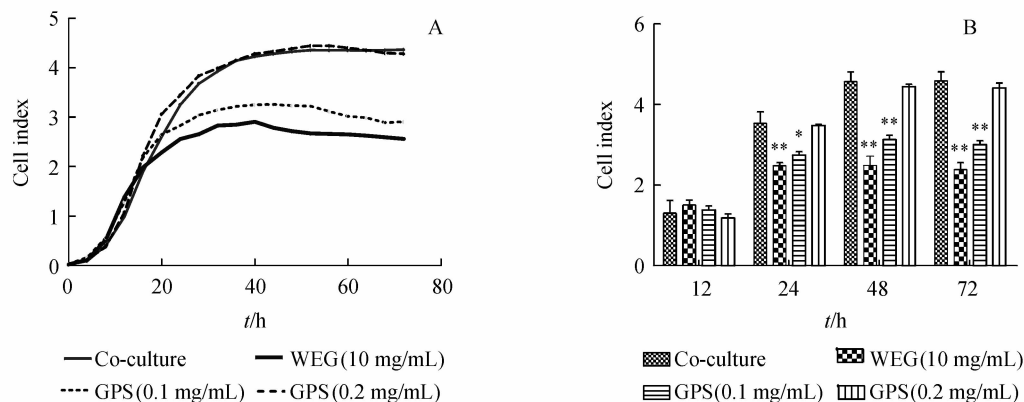 A
Cell index
5
4
3
2
1
0
0 20 40 60 80
t/h
Co-culture WEG(10 mg/mL)
GPS(0.1 mg/mL) GPS(0.2 mg/mL)
B
Cell index
6
4
2
0
** *
** **
** **
12 24 48 72
t/h
Co-culture WEG(10 mg/mL)
GPS(0.1 mg/mL) GPS(0.2 mg/mL)